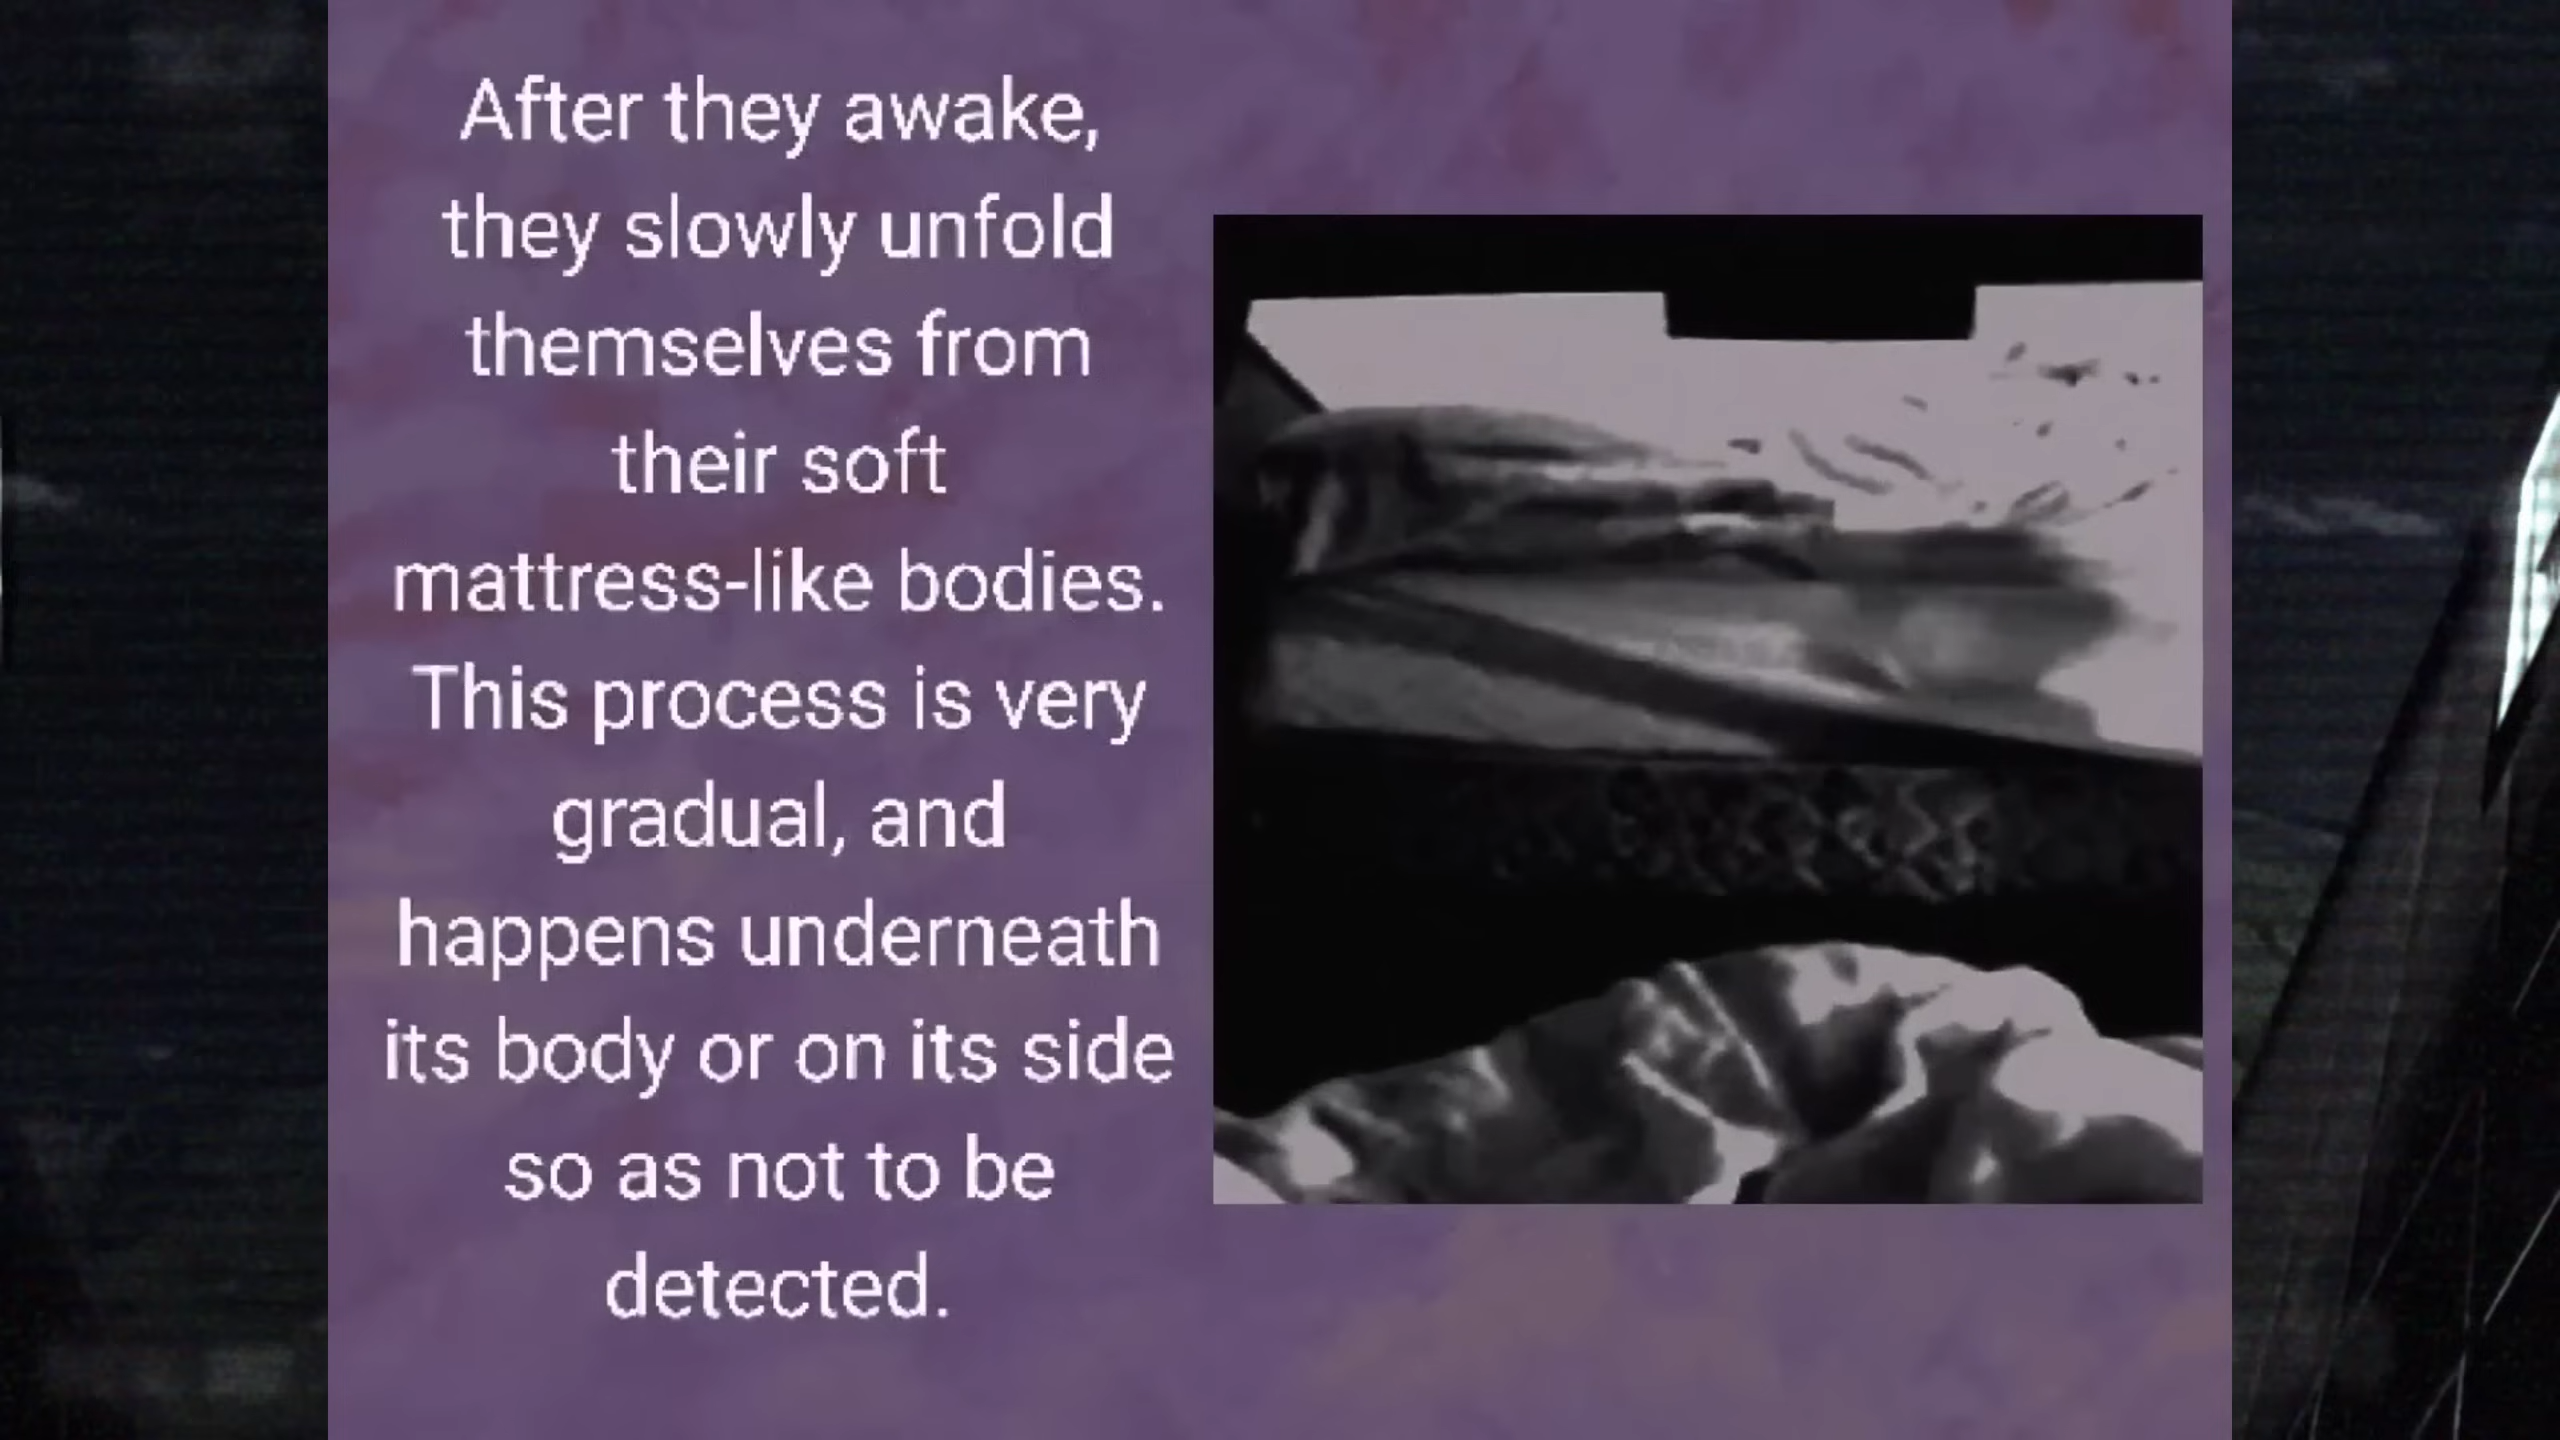 After they awake,
they slowly unfold
themselves from
their soft
mattress-like bodies.
This process is very
gradual, and
happens underneath
its body or on its side
so as not to be
detected.